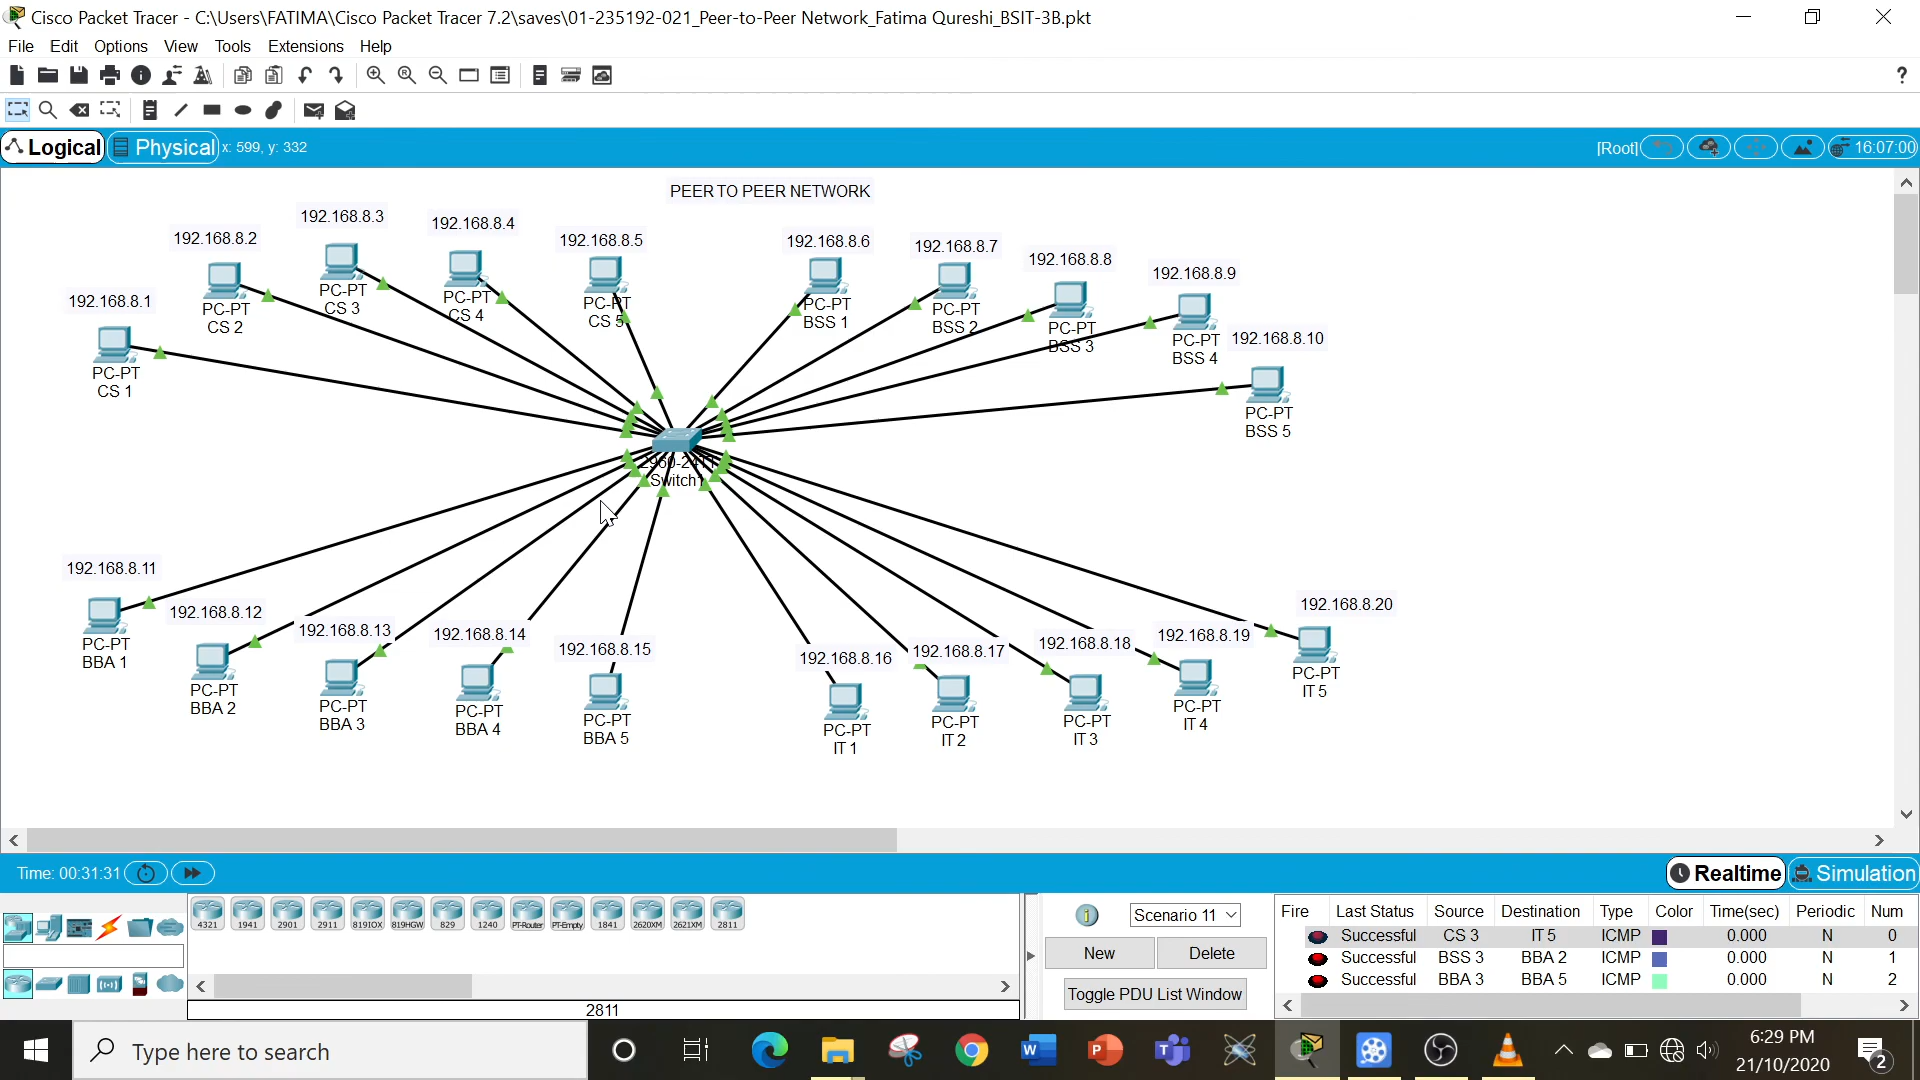 Cisco Packet Tracer - C:\Users\FATIMA\Cisco Packet Tracer 7.2\saves\01-235192-021_Peer-to-Peer Network_Fatima Qureshi_BSIT-3B.pkt
File Edit Options View Tools Extensions Help
?
Logical Physical x: 599, y: 332 [Root] 16:07:00
PEER TO PEER NETWORK
192.168.8.1
PC-PT
CS 1
192.168.8.2
PC-PT
CS 2
192.168.8.3
PC-PT
CS 3
192.168.8.4
PC-PT
CS 4
192.168.8.5
PC-PT
CS 5
192.168.8.6
PC-PT
BSS 1
192.168.8.7
PC-PT
BSS 2
192.168.8.8
PC-PT
BSS 3
192.168.8.9
PC-PT
BSS 4
192.168.8.10
PC-PT
BSS 5
Switch1
192.168.8.11
PC-PT
BBA 1
192.168.8.12
PC-PT
BBA 2
192.168.8.13
PC-PT
BBA 3
192.168.8.14
PC-PT
BBA 4
192.168.8.15
PC-PT
BBA 5
192.168.8.16
PC-PT
IT 1
192.168.8.17
PC-PT
IT 2
192.168.8.18
PC-PT
IT 3
192.168.8.19
PC-PT
IT 4
192.168.8.20
PC-PT
IT 5
Time: 00:31:31 Realtime Simulation
4321 1941 2901 2911 819IOX 819HGW 829 1240 PT-Router PT-Empty 1841 2620XM 2621XM 2811
2811
Scenario 11
New Delete
Toggle PDU List Window
Fire Last Status Source Destination Type Color Time(sec) Periodic Num
Successful CS 3 IT 5 ICMP 0.000 N 0
Successful BSS 3 BBA 2 ICMP 0.000 N 1
Successful BBA 3 BBA 5 ICMP 0.000 N 2
Type here to search
6:29 PM
21/10/2020
2